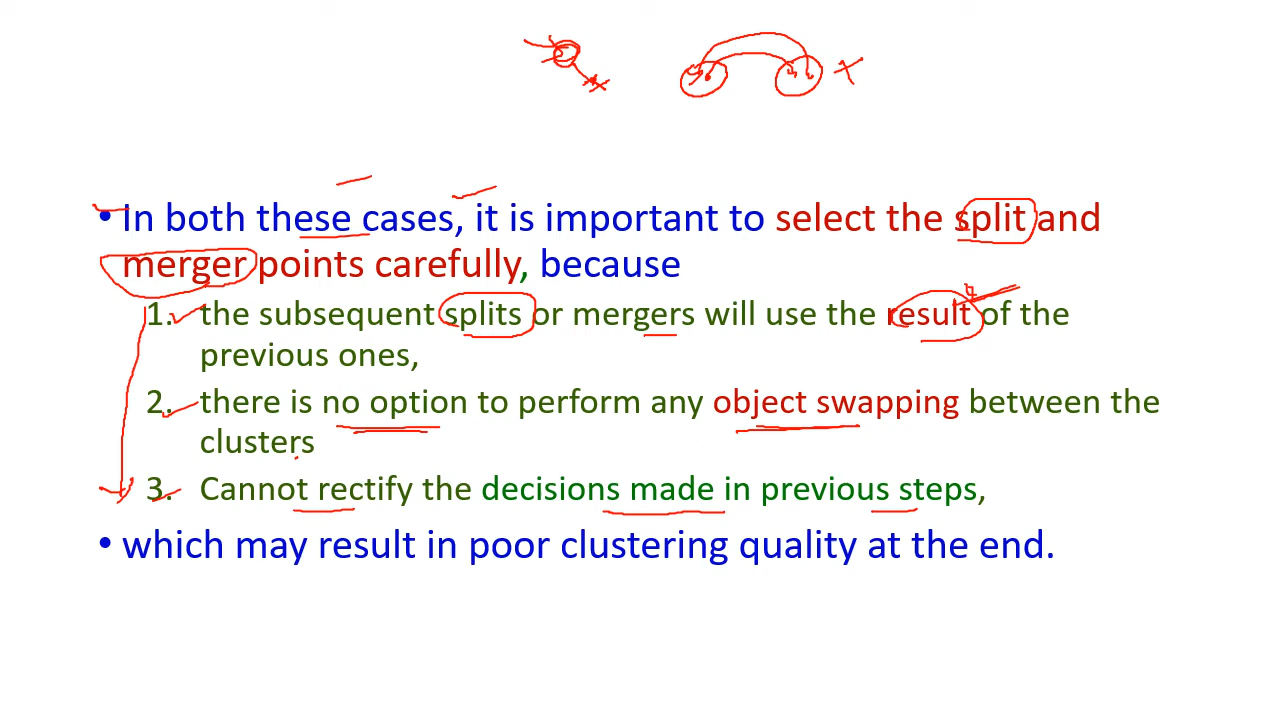 • In both these cases, it is important to select the split and
merger points carefully, because
1. the subsequent splits or mergers will use the result of the
previous ones,
2. there is no option to perform any object swapping between the
clusters
3. Cannot rectify the decisions made in previous steps,
• which may result in poor clustering quality at the end.